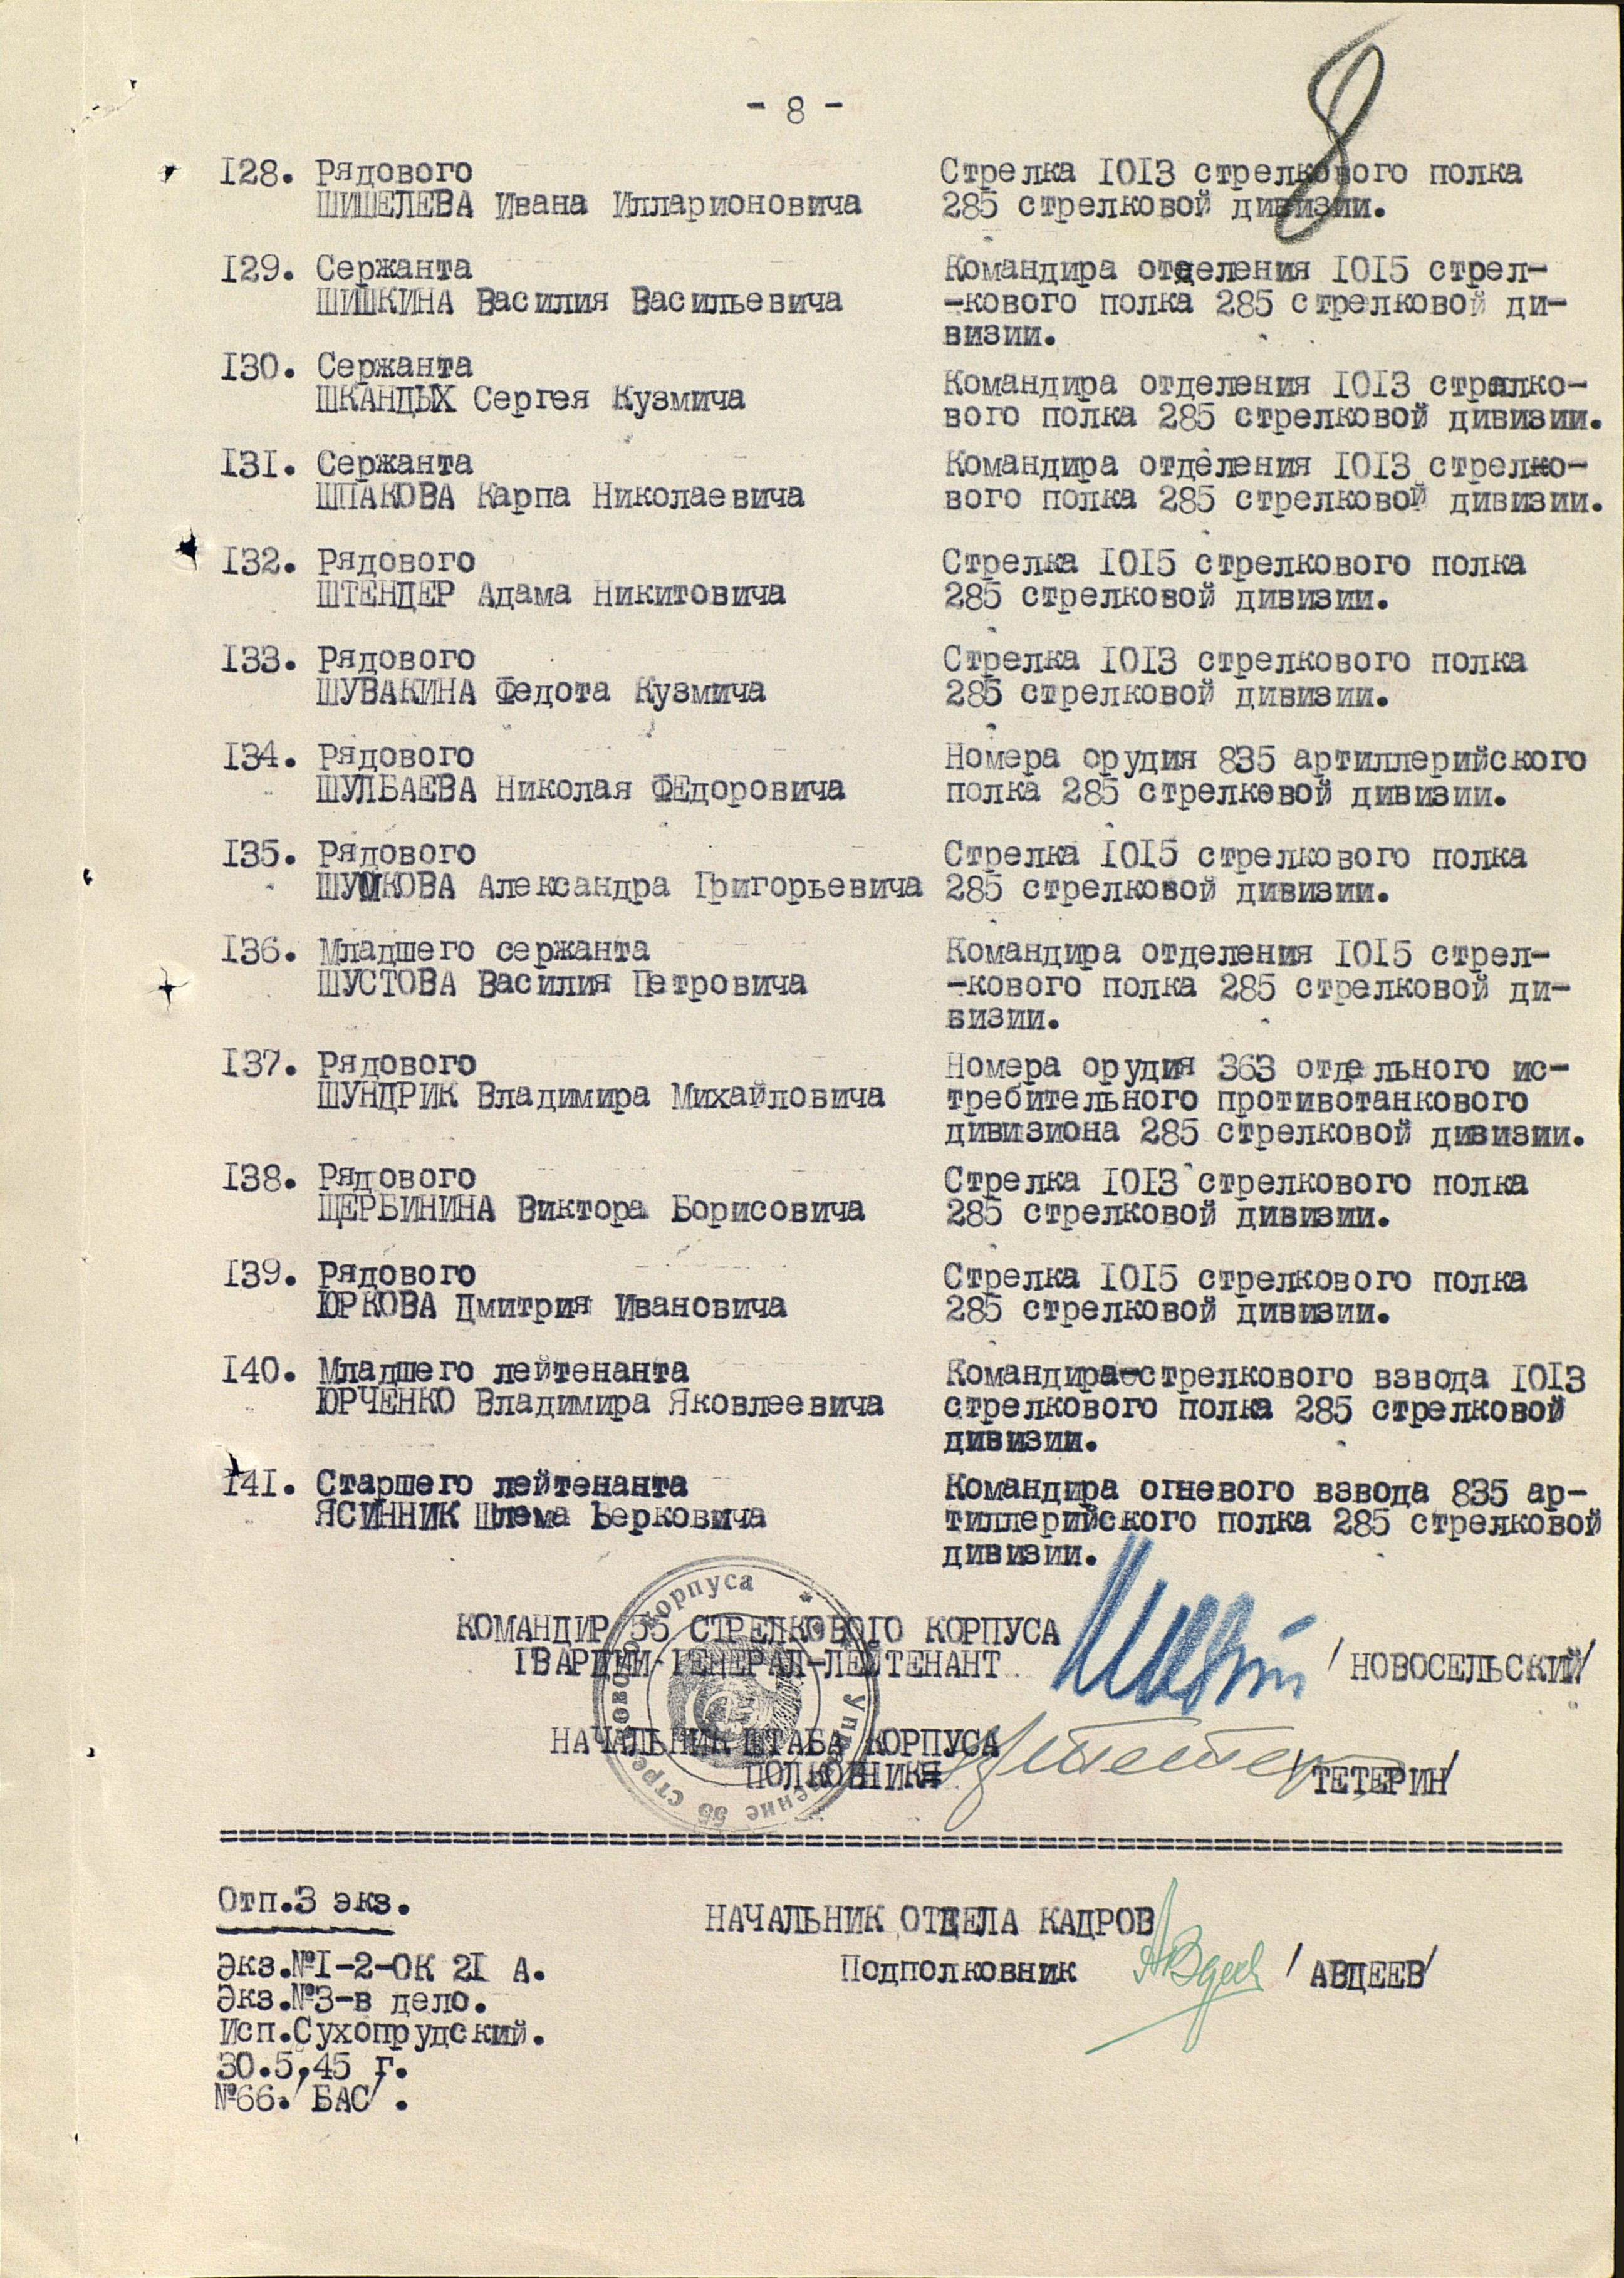 - 8 -
8
128. Рядового
ШИШЕЛЕВА Ивана Илларионовича
Стрелка 1013 стрелкового полка
285 стрелковой дивизии.
129. Сержанта
ШИШКИНА Василия Васильевича
Командира отделения 1015 стрел-
-кового полка 285 стрелковой ди-
визии.
130. Сержанта
ШКАНДЫХ Сергея Кузмича
Командира отделения 1013 стрелко-
вого полка 285 стрелковой дивизии.
131. Сержанта
ШПАКОВА Карпа Николаевича
Командира отделения 1013 стрелко-
вого полка 285 стрелковой дивизии.
132. Рядового
ШТЕНДЕР Адама Никитовича
Стрелка 1015 стрелкового полка
285 стрелковой дивизии.
133. Рядового
ШУВАКИНА Федота Кузмича
Стрелка 1013 стрелкового полка
285 стрелковой дивизии.
134. Рядового
ШУЛБАЕВА Николая ФЕдоровича
Номера орудия 835 артиллерийского
полка 285 стрелковой дивизии.
135. Рядового
ШУМКОВА Александра Григорьевича
Стрелка 1015 стрелкового полка
285 стрелковой дивизии.
136. Младшего сержанта
ШУСТОВА Василия Петровича
Командира отделения 1015 стрел-
-кового полка 285 стрелковой ди-
визии.
137. Рядового
ШУНДРИК Владимира Михайловича
Номера орудия 363 отдельного ис-
требительного противотанкового
дивизиона 285 стрелковой дивизии.
138. Рядового
ЩЕРБИНИНА Виктора Борисовича
Стрелка 1013 стрелкового полка
285 стрелковой дивизии.
139. Рядового
ЮРКОВА Дмитрия Ивановича
Стрелка 1015 стрелкового полка
285 стрелковой дивизии.
140. Младшего лейтенанта
ЮРЧЕНКО Владимира Яковлеевича
Командира-стрелкового взвода 1013
стрелкового полка 285 стрелковой
дивизии.
141. Старшего лейтенанта
ЯСИННИК Шлема Берковича
Командира огневого взвода 835 ар-
тиллерийского полка 285 стрелковой
дивизии.
КОМАНДИР 55 СТРЕЛКОВОГО КОРПУСА
ГВАРДИИ ГЕНЕРАЛ-ЛЕЙТЕНАНТ /НОВОСЕЛЬСКИЙ/
НАЧАЛЬНИК ШТАБА КОРПУСА
ПОЛКОВНИК /ТЕТЕРИН/
Управление 55 стрелкового корпуса *
Отп.3 экз.
Экз.№1-2-ОК 21 А.
Экз.№3-в дело.
Исп.Сухопрудский.
30.5,45 г.
№66./БАС/.
НАЧАЛЬНИК ОТДЕЛА КАДРОВ
Подполковник Авдеев /АВДЕЕВ/